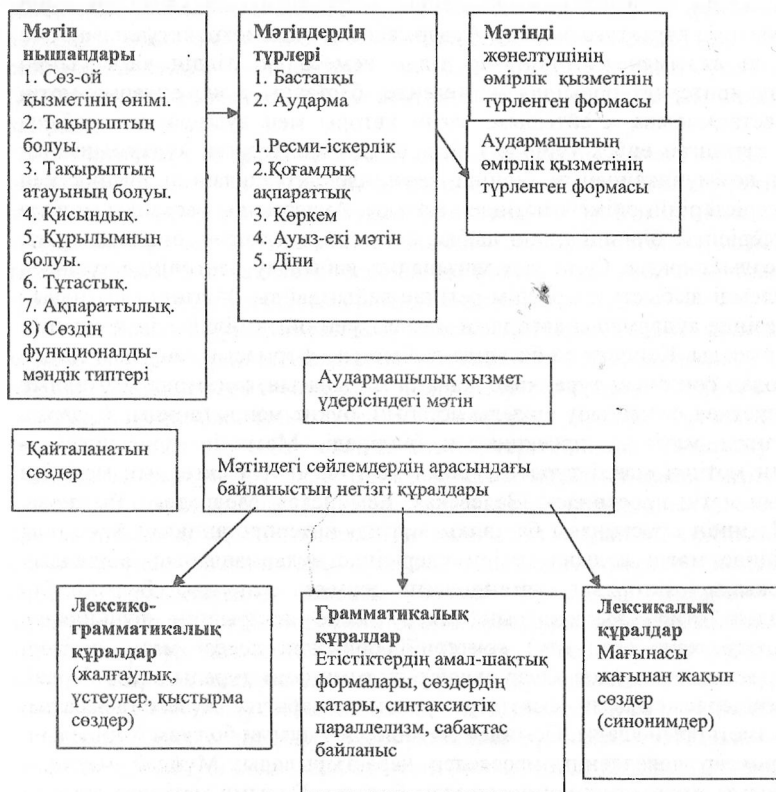 Мәтін
нышандары
1. Сөз-ой
қызметінің өнімі.
2. Тақырыптың
болуы.
3. Тақырыптың
атауының болуы.
4. Қисындық.
5. Құрылымның
болуы.
6. Тұтастық.
7. Ақпараттылық.
8) Сөздің
функционалды-
мәндік типтері
Мәтіндердің
түрлері
1. Бастапқы
2. Аударма
1.Ресми-іскерлік
2.Қоғамдық
ақпарат
3. Көркем
4. Ауыз-екі мәтін
5. Діни
Мәтінді
жөнелтушінің
өмірлік қызметінің
түрленген формасы
Аудармашының
өмірлік қызметінің
түрленген формасы
Аудармашылық қызмет
үдерісіндегі мәтін
Қайталанатын
сөздер
Мәтіндегі сөйлемдердің арасындағы
байланыстың негізгі құралдары
Лексико-
грамматикалық
құралдар
(жалғаулық,
үстеулер, қыстырма
сөздер)
Грамматикалық
құралдар
Етістіктердің амал-шақтық
формалары, сөздердің
қатары, синтаксистік
параллелизм, сабақтас
байланыс
Лексикалық
құралдар
Мағынасы
жағынан жақын
сөздер
(синонимдер)